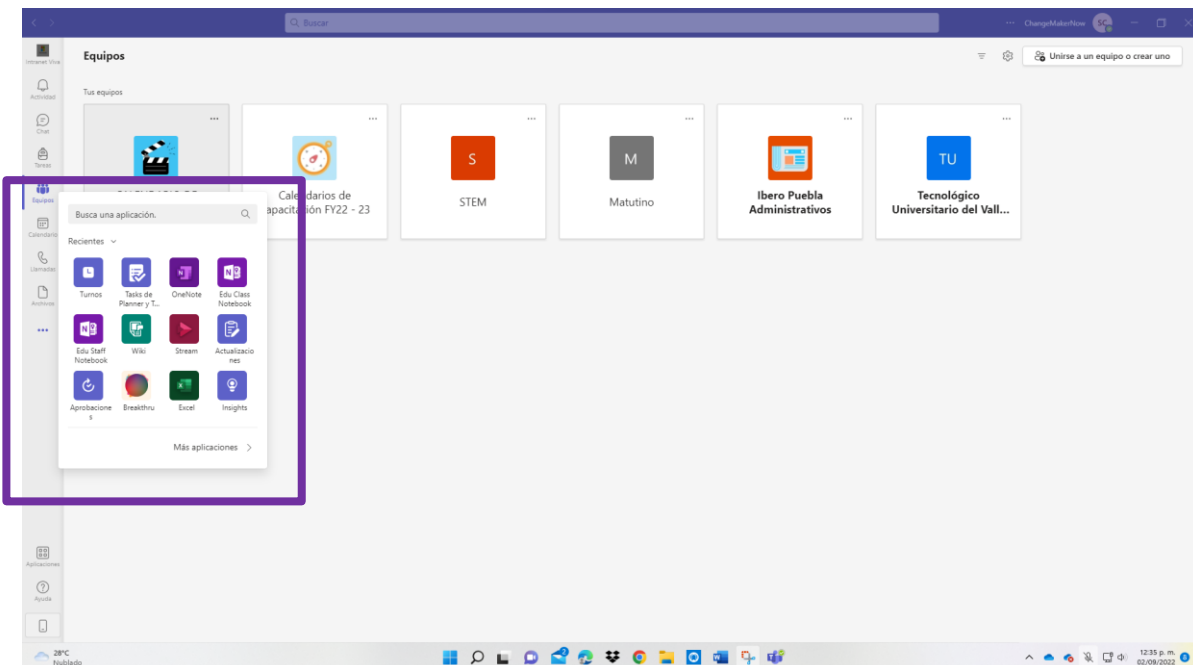 Buscar
ChangeMakerNow
SC
Intranet Viva
Equipos
Unirse a un equipo o crear uno
Actividad
Tus equipos
Chat
Tareas
S
M
TU
Calendarios de
Capacitación FY22 - 23
STEM
Matutino
Ibero Puebla
Administrativos
Tecnológico
Universitario del Vall...
Equipos
Calendario
Llamadas
Archivos
Busca una aplicación.
Recientes
Turnos
Tasks de
Planner y T...
OneNote
Edu Class
Notebook
Edu Staff
Notebook
Wiki
Stream
Actualizacio
nes
Aprobacione
s
Breakthru
Excel
Insights
Más aplicaciones
Aplicaciones
Ayuda
28°C
Nublado
12:35 p. m.
02/09/2022